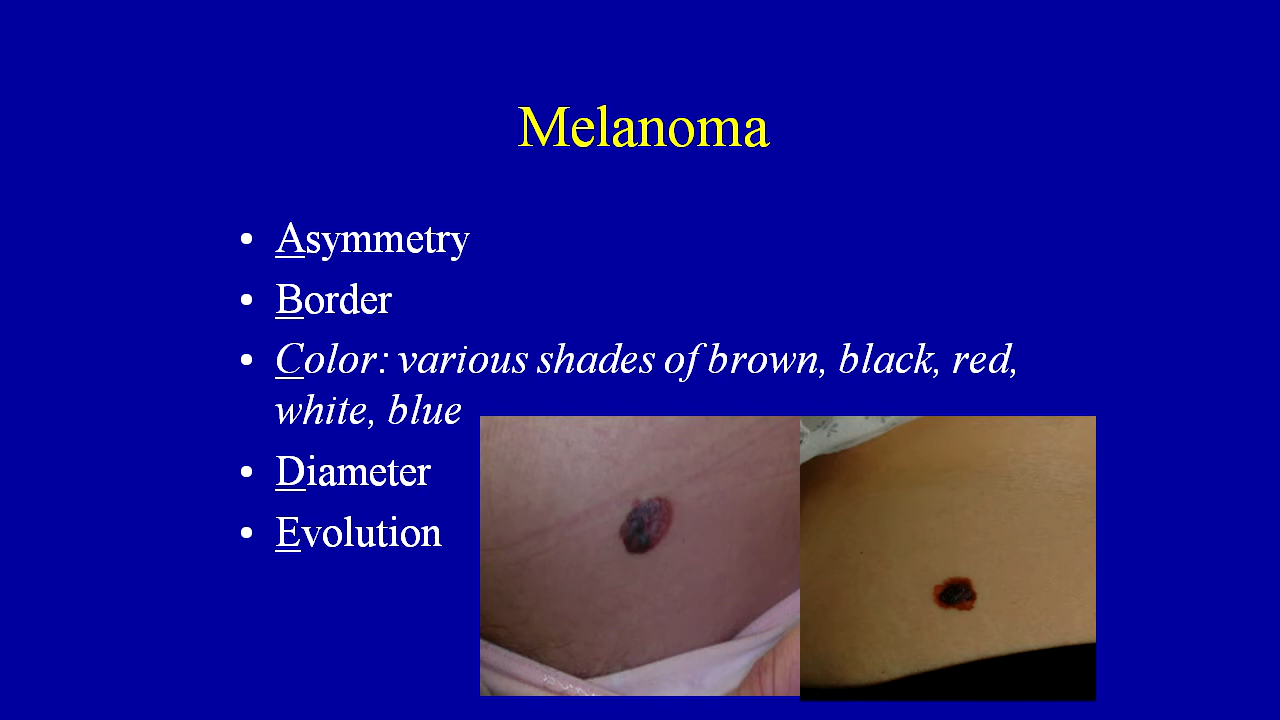 Melanoma
• Asymmetry
• Border
• Color: various shades of brown, black, red,
white, blue
• Diameter
• Evolution